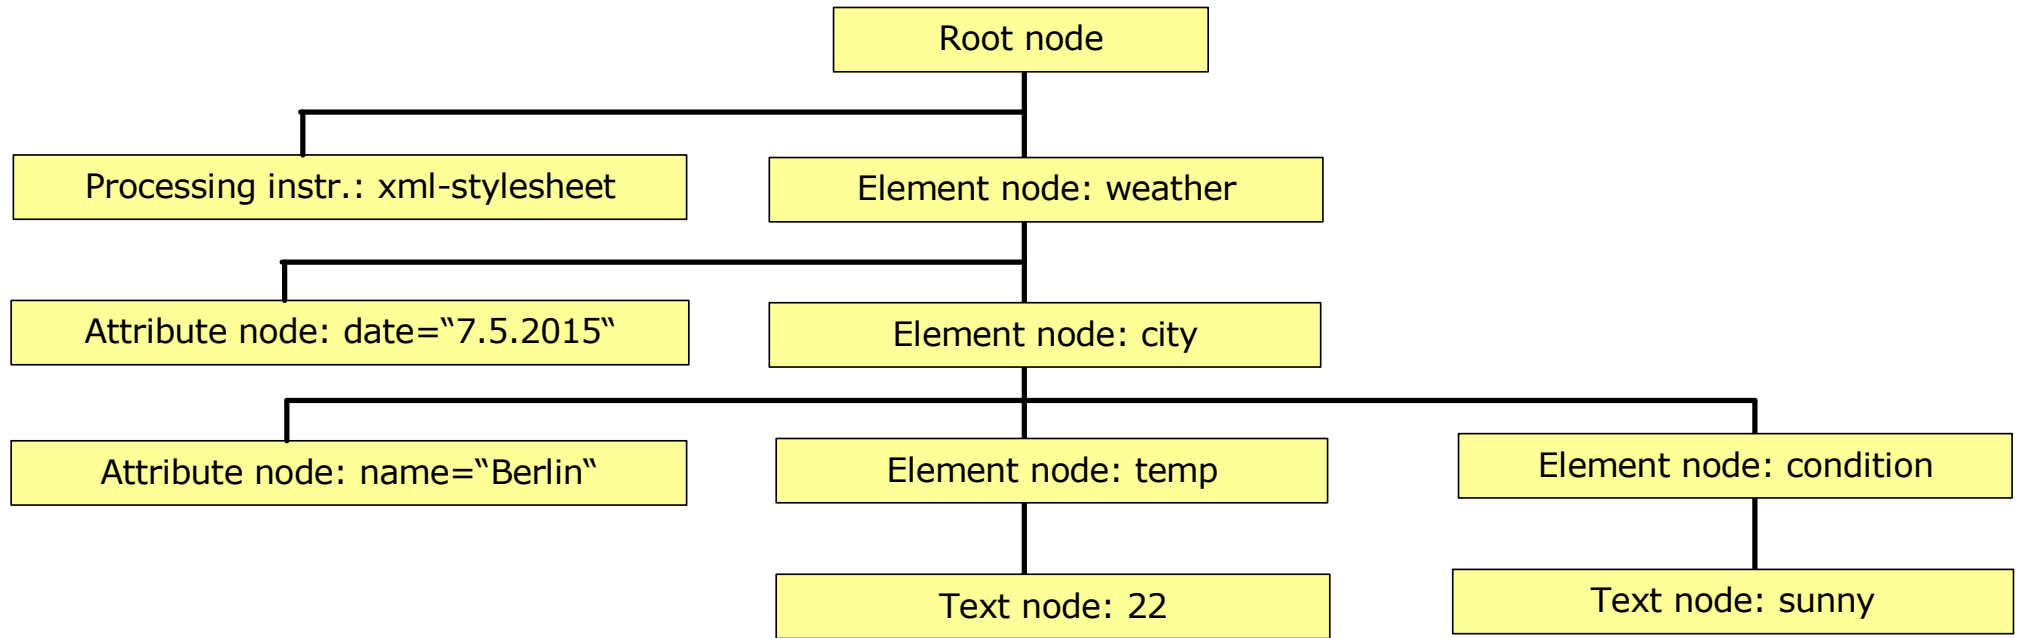 Root node
Processing instr.: xml-stylesheet
Element node: weather
Attribute node: date=“7.5.2015“
Element node: city
Attribute node: name=“Berlin“
Element node: temp
Element node: condition
Text node: 22
Text node: sunny